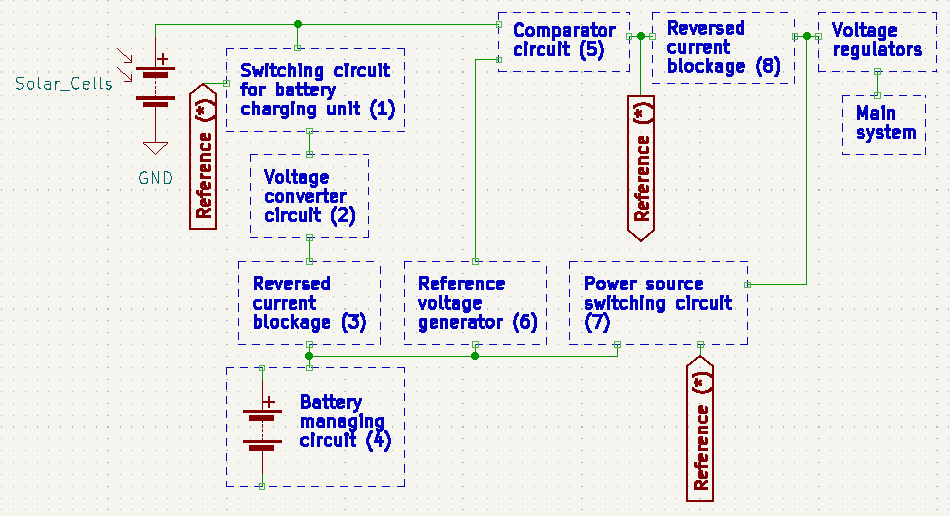 Solar_Cells
GND
Reference (*)
Switching circuit
for battery
charging unit (1)
Voltage
converter
circuit (2)
Reversed
current
blockage (3)
Battery
managing
circuit (4)
Comparator
circuit (5)
Reference
voltage
generator (6)
Reference (*)
Reversed
current
blockage (8)
Power source
switching circuit
(7)
Reference (*)
Voltage
regulators
Main
system